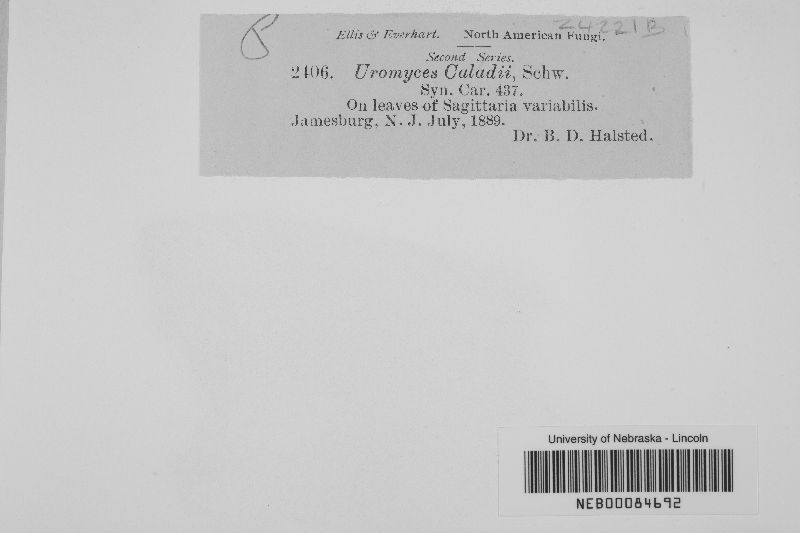 24221B
Ellis & Everhart. North American Fungi.
Second Series.
2406. Uromyces Caladii, Schw.
Syn. Car. 437.
On leaves of Sagittaria variabilis.
Jamesburg, N. J. July, 1889.
Dr. B. D. Halsted.
University of Nebraska - Lincoln
NEB00084692